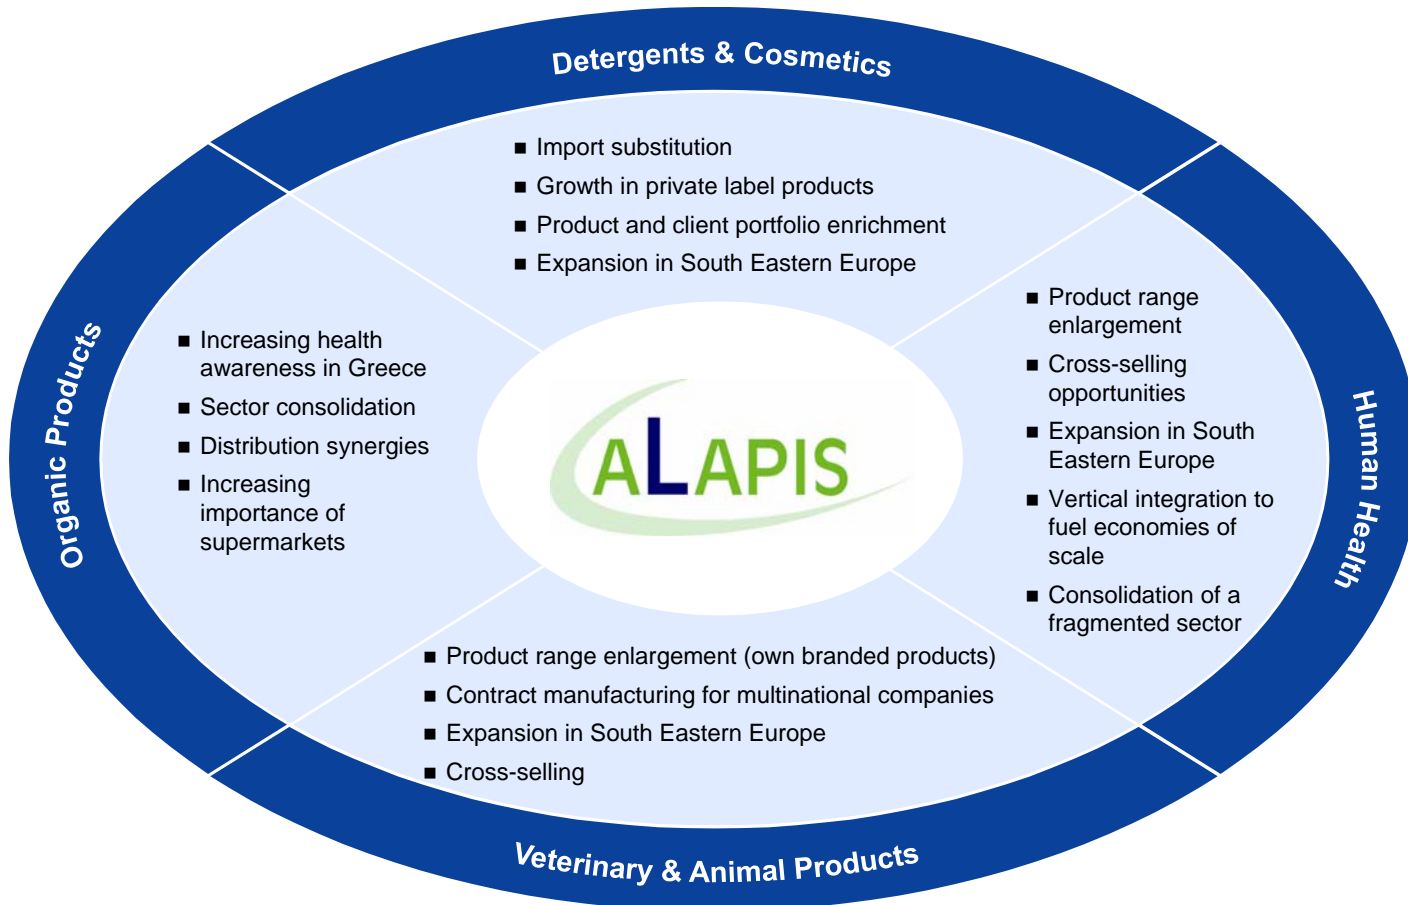 Detergents & Cosmetics
■ Import substitution
■ Growth in private label products
■ Product and client portfolio enrichment
■ Expansion in South Eastern Europe
Organic Products
■ Increasing health
awareness in Greece
■ Sector consolidation
■ Distribution synergies
■ Increasing
importance of
supermarkets
ALAPIS
■ Product range
enlargement
■ Cross-selling
opportunities
■ Expansion in South
Eastern Europe
■ Vertical integration to
fuel economies of
scale
■ Consolidation of a
fragmented sector
Human Health
■ Product range enlargement (own branded products)
■ Contract manufacturing for multinational companies
■ Expansion in South Eastern Europe
■ Cross-selling
Veterinary & Animal Products